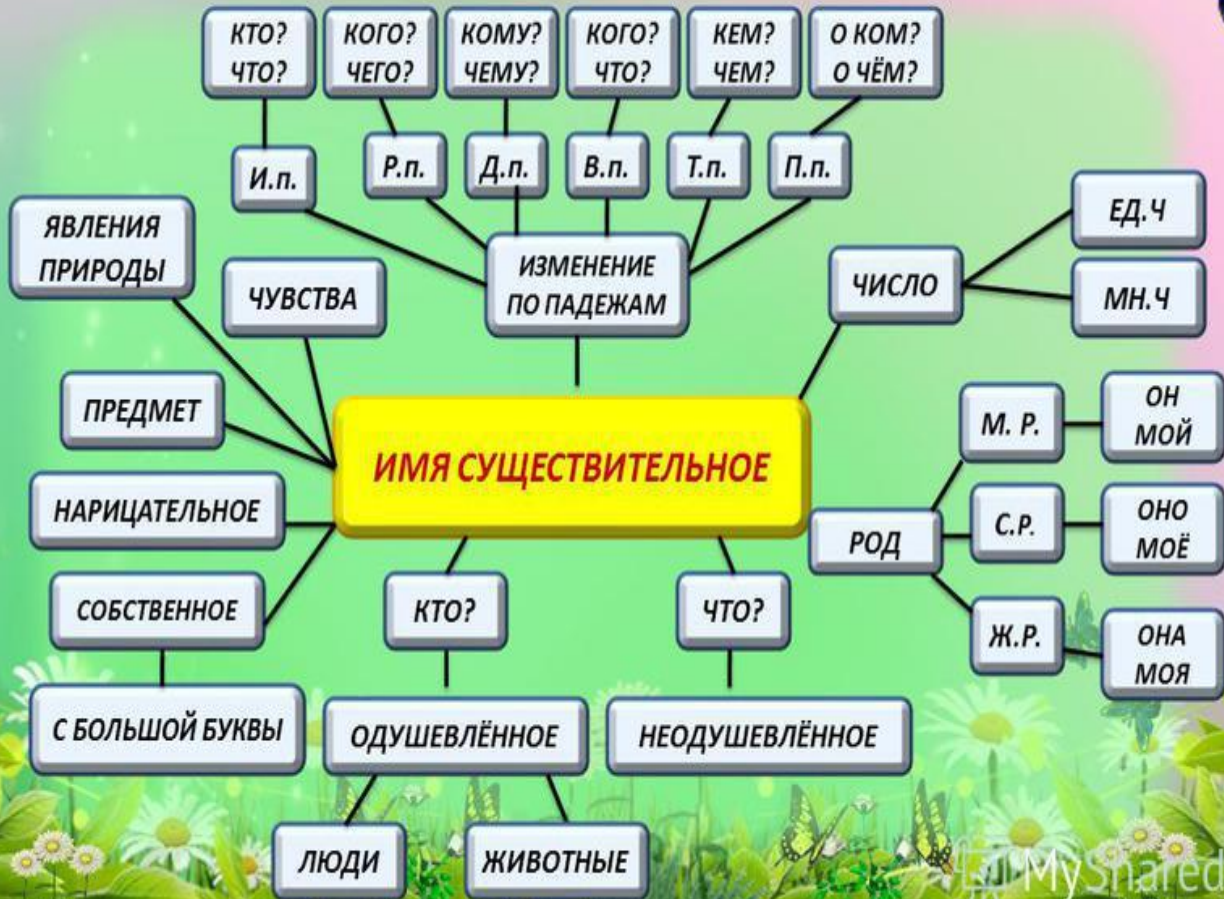 КТО?
ЧТО?
КОГО?
ЧЕГО?
КОМУ?
ЧЕМУ?
КОГО?
ЧТО?
КЕМ?
ЧЕМ?
О КОМ?
О ЧЁМ?
И.п.
Р.п.
Д.п.
В.п.
Т.п.
П.п.
ЯВЛЕНИЯ
ПРИРОДЫ
ЧУВСТВА
ИЗМЕНЕНИЕ
ПО ПАДЕЖАМ
ЧИСЛО
ЕД.Ч
МН.Ч
ПРЕДМЕТ
ИМЯ СУЩЕСТВИТЕЛЬНОЕ
М. Р.
ОН
МОЙ
НАРИЦАТЕЛЬНОЕ
РОД
С.Р.
ОНО
МОЁ
СОБСТВЕННОЕ
КТО?
ЧТО?
Ж.Р.
ОНА
МОЯ
С БОЛЬШОЙ БУКВЫ
ОДУШЕВЛЁННОЕ
НЕОДУШЕВЛЁННОЕ
ЛЮДИ
ЖИВОТНЫЕ
MyShared